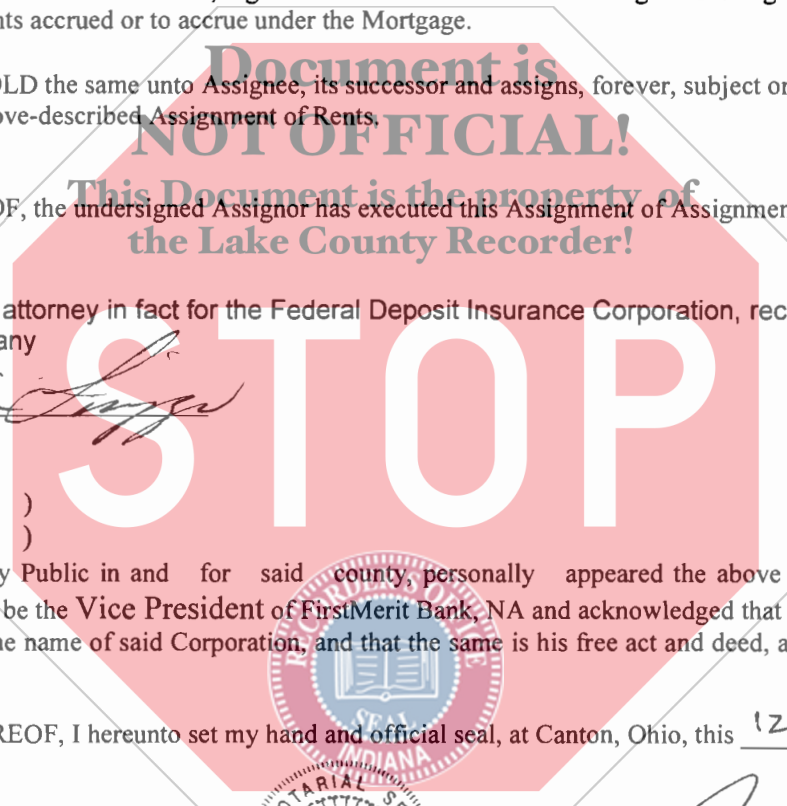 nts accrued or to accrue under the Mortgage.
Document is
OLD the same unto Assignee, its successor and assigns, forever, subject on
ove-described Assignment of Rents.
NOT OFFICIAL!
This Document is the property of
OF, the undersigned Assignor has executed this Assignment of Assignmen
the Lake County Recorder!
attorney in fact for the Federal Deposit Insurance Corporation, rec
any
STOP
)
)
y Public in and for said county, personally appeared the above
be the Vice President of FirstMerit Bank, NA and acknowledged that
he name of said Corporation, and that the same is his free act and deed, a
RECORDER'S OFFICE
SEAL
INDIANA
REOF, I hereunto set my hand and official seal, at Canton, Ohio, this 12
OTARIAL SE